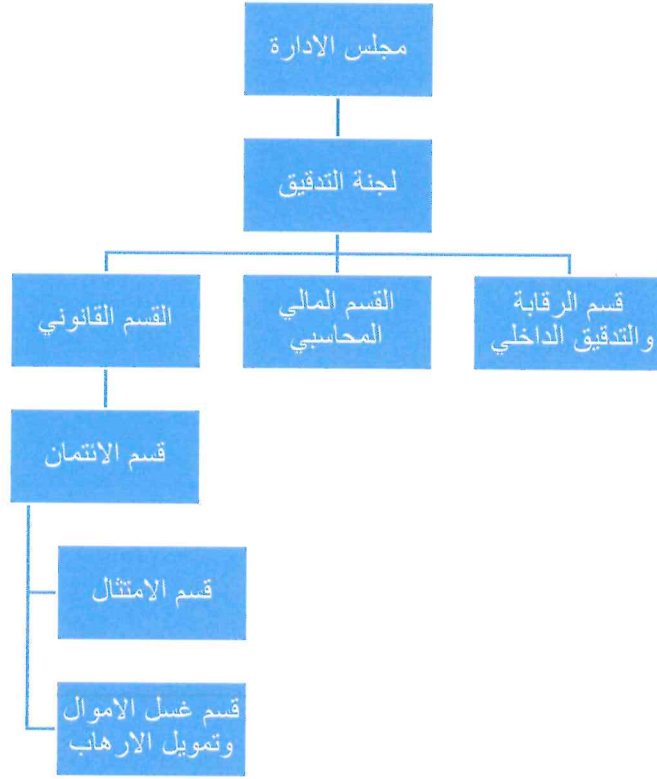 مجلس الادارة
لجنة التدقيق
قسم الرقابة
والتدقيق الداخلي
القسم المالي
المحاسبي
القسم القانوني
قسم الائتمان
قسم الامتثال
قسم غسل الاموال
وتمويل الارهاب